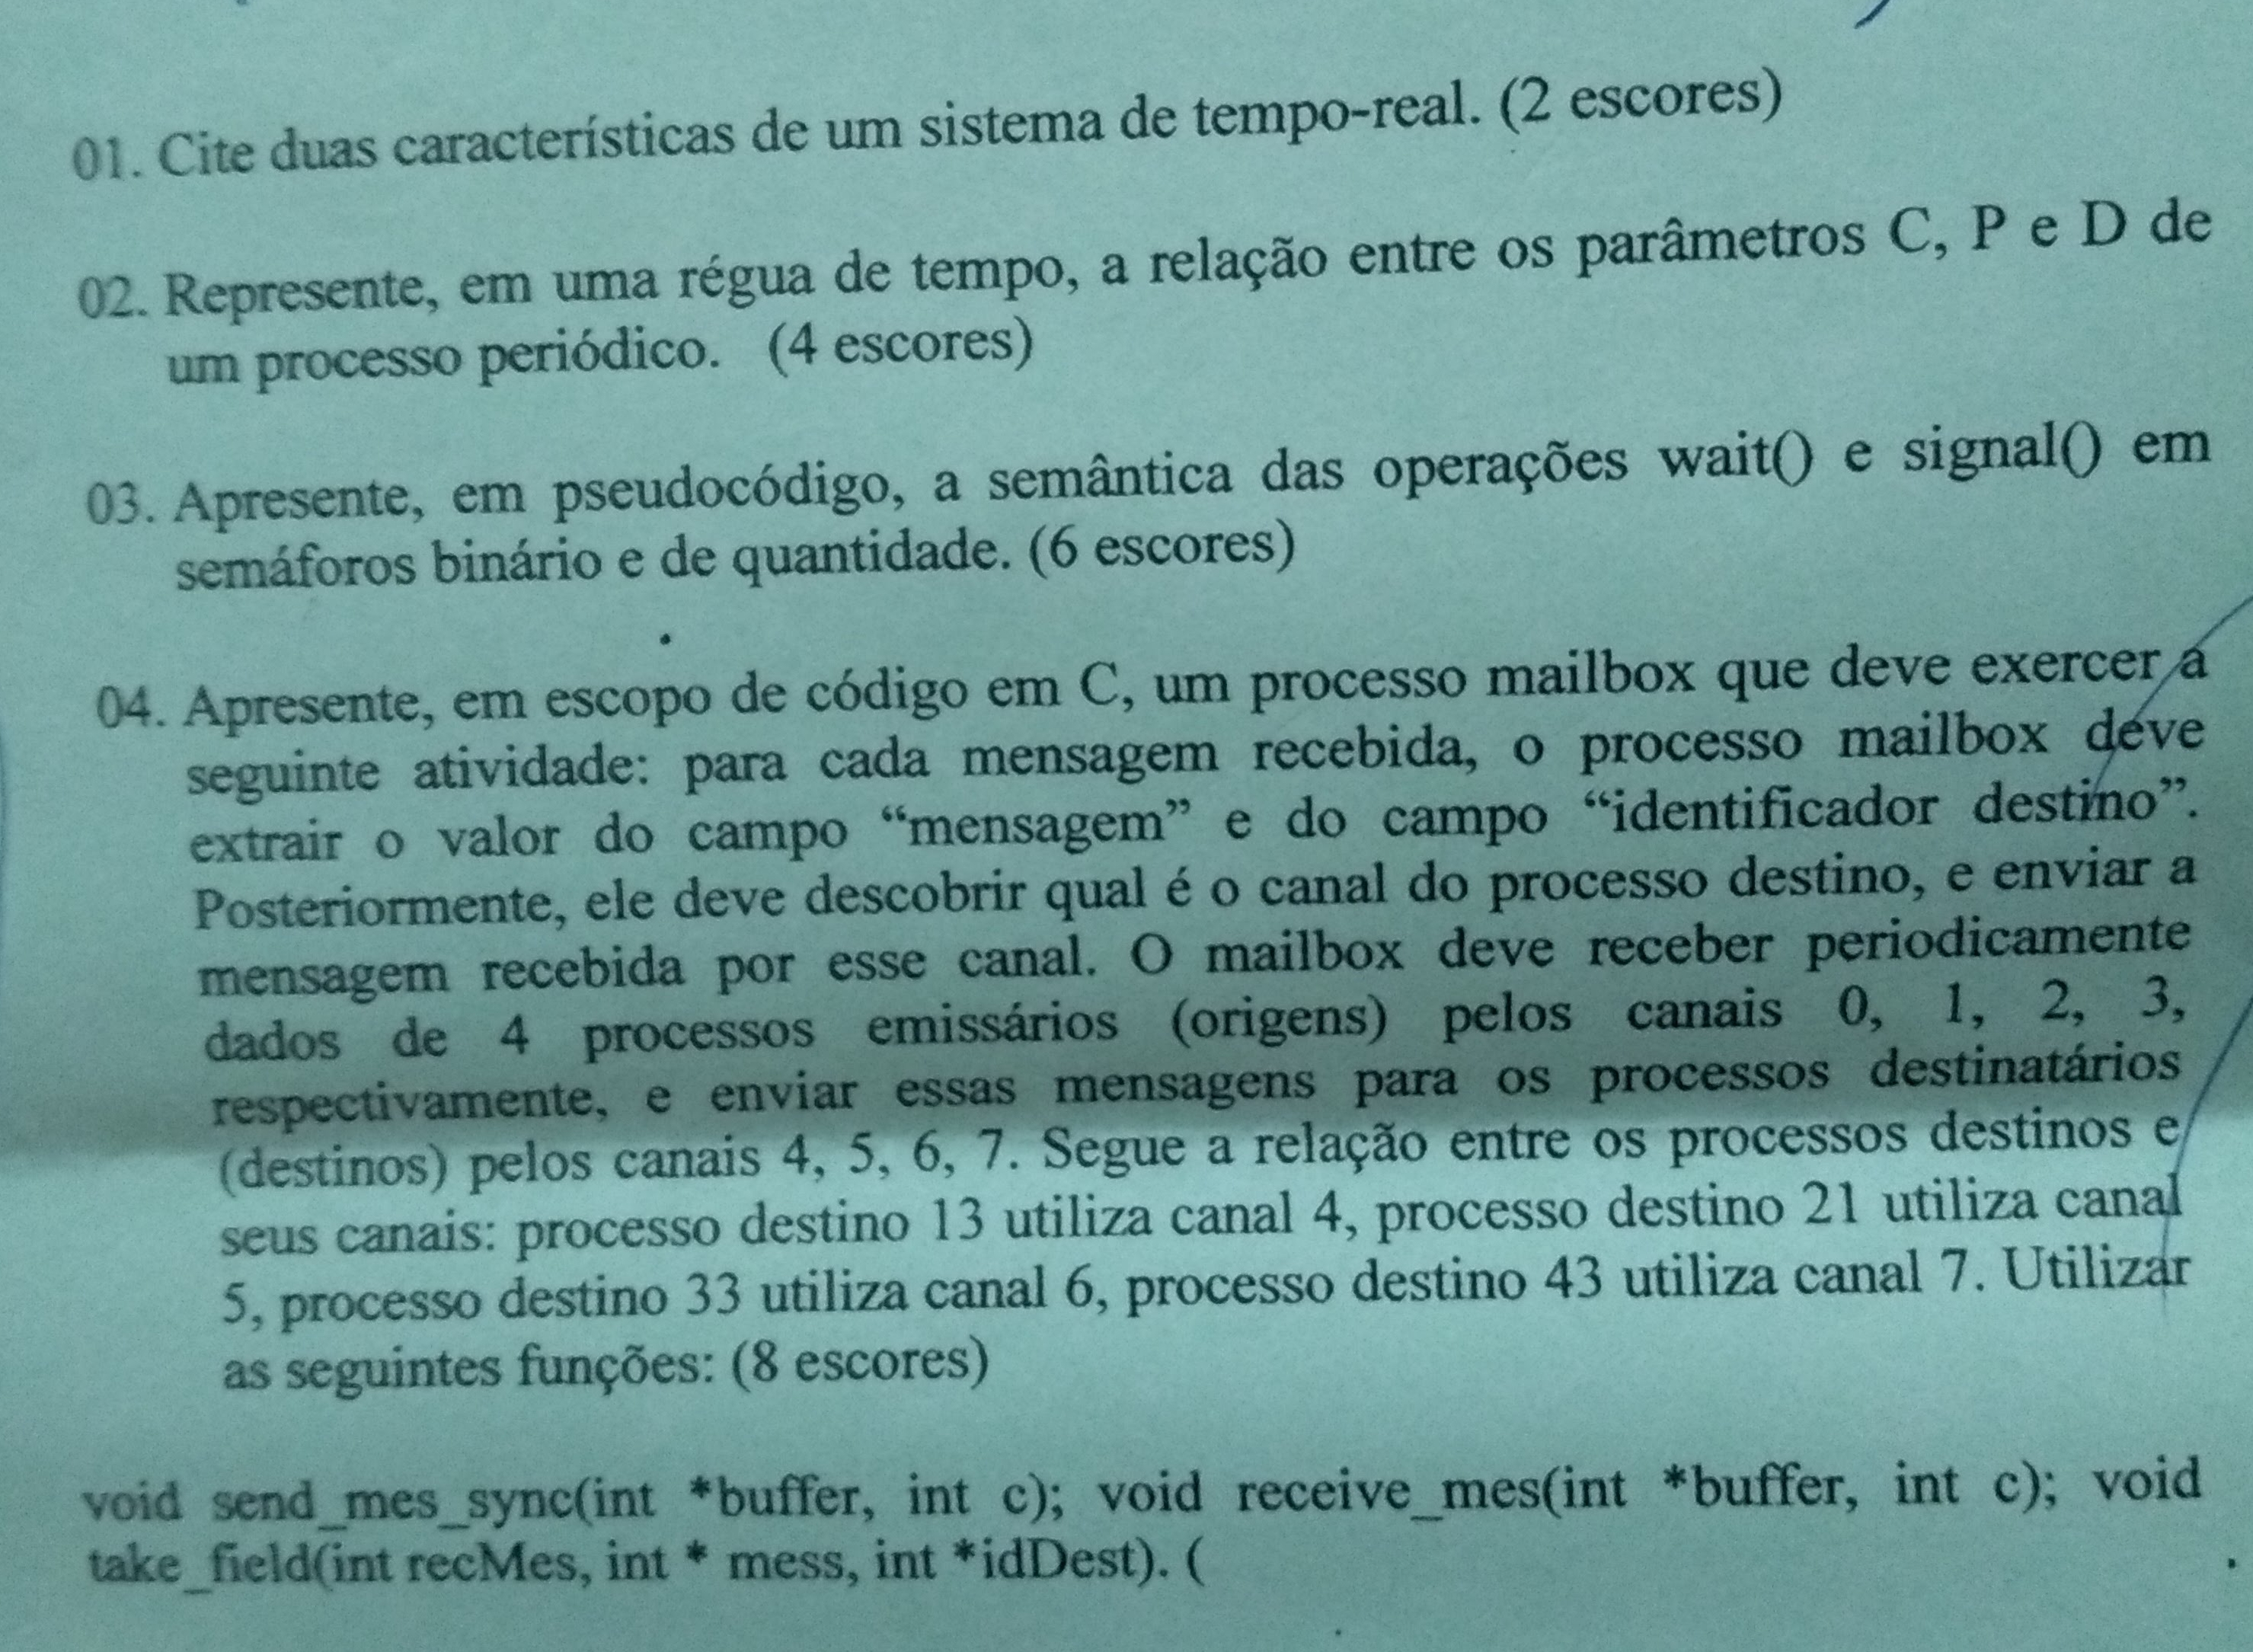 01. Cite duas características de um sistema de tempo-real. (2 escores)
02. Represente, em uma régua de tempo, a relação entre os parâmetros C, P e D de
um processo periódico. (4 escores)
03. Apresente, em pseudocódigo, a semântica das operações wait() e signal() em
semáforos binário e de quantidade. (6 escores)
04. Apresente, em escopo de código em C, um processo mailbox que deve exercer a
seguinte atividade: para cada mensagem recebida, o processo mailbox deve
extrair o valor do campo “mensagem” e do campo “identificador destino”.
Posteriormente, ele deve descobrir qual é o canal do processo destino, e enviar a
mensagem recebida por esse canal. O mailbox deve receber periodicamente
dados de 4 processos emissários (origens) pelos canais 0, 1, 2, 3,
respectivamente, e enviar essas mensagens para os processos destinatários
(destinos) pelos canais 4, 5, 6, 7. Segue a relação entre os processos destinos e
seus canais: processo destino 13 utiliza canal 4, processo destino 21 utiliza canal
5, processo destino 33 utiliza canal 6, processo destino 43 utiliza canal 7. Utilizar
as seguintes funções: (8 escores)
void send_mes_sync(int *buffer, int c); void receive_mes(int *buffer, int c); void
take_field(int recMes, int * mess, int *idDest). (